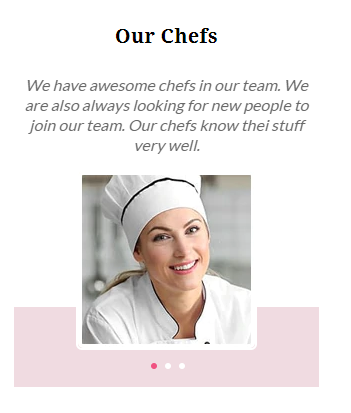 Our Chefs
We have awesome chefs in our team. We
are also always looking for new people to
join our team. Our chefs know thei stuff
very well.